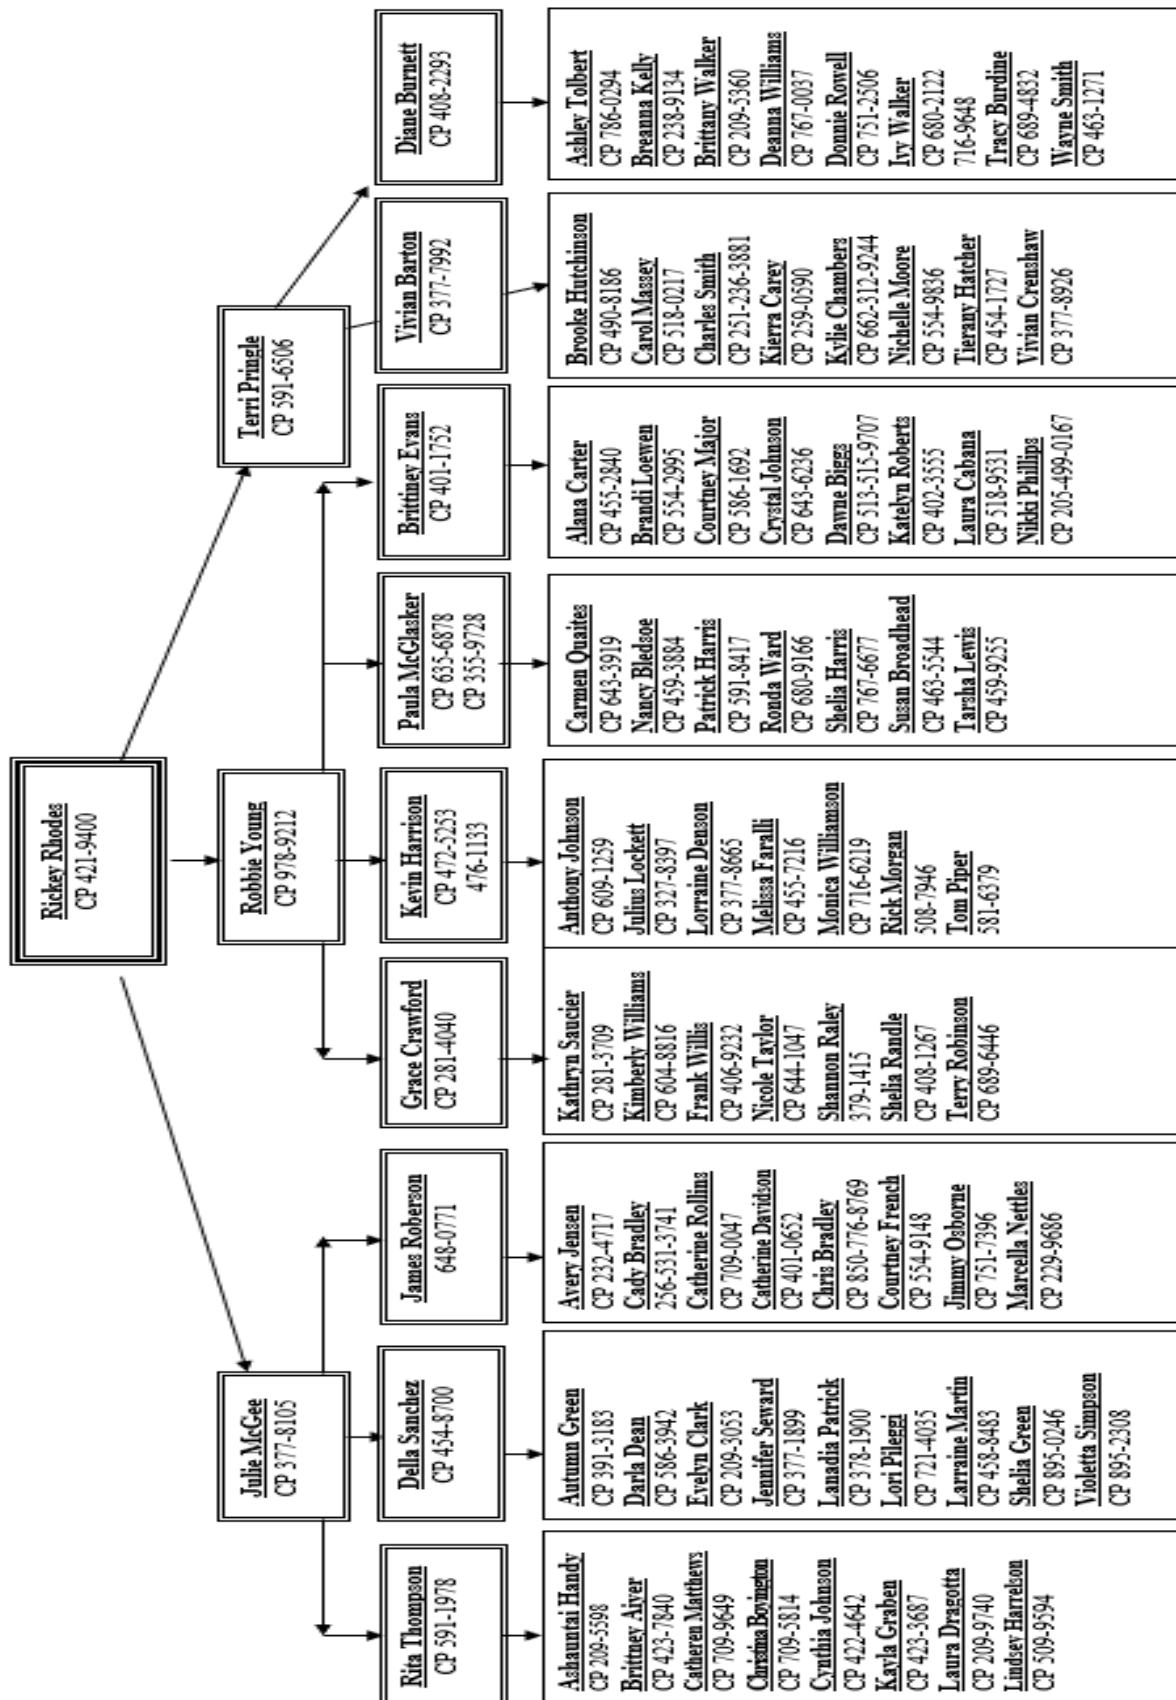 Rickey Rhodes
CP 421-9400
Julie McGee
CP 377-8105
Robbie Young
CP 978-9212
Terri Pringle
CP 591-6506
Rita Thompson
CP 591-1978
Della Sanchez
CP 454-8700
James Roberson
648-0771
Grace Crawford
CP 281-4040
Kevin Harrison
CP 472-5253
476-1133
Paula McGlasker
CP 635-6878
CP 355-9728
Brittiney Evans
CP 401-1752
Vivian Barton
CP 377-7992
Diane Burnett
CP 408-2293
Ashauntai Handy
CP 209-5598
Brittney Aiyer
CP 423-7840
Catheren Matthews
CP 709-9649
Christina Boyington
CP 709-5814
Cynthia Johnson
CP 422-4642
Kayla Graben
CP 423-3687
Laura Dragotta
CP 209-9740
Lindsey Harrelson
CP 509-9594
Autumn Green
CP 391-3183
Darla Dean
CP 586-3942
Evelyn Clark
CP 209-3053
Jennifer Seward
CP 377-1899
Lanadia Patrick
CP 378-1900
Lori Pileggi
CP 721-4035
Larraine Martin
CP 458-8483
Shelia Green
CP 895-0246
Violetta Simpson
CP 895-2308
Avery Jensen
CP 232-4717
Cady Bradley
256-531-3741
Catherine Rollins
CP 709-0047
Catherine Davidson
CP 401-0652
Chris Bradley
CP 850-776-8769
Courtney French
CP 554-9148
Jimmy Osborne
CP 751-7396
Marcella Nettles
CP 229-9686
Kathryn Saucier
CP 281-3709
Kimberly Williams
CP 604-8816
Frank Willis
CP 406-9232
Nicole Taylor
CP 644-1047
Shannon Raley
379-1415
Shelia Randle
CP 408-1267
Terry Robinson
CP 689-6446
Anthony Johnson
CP 609-1259
Julius Lockett
CP 327-8397
Lorraine Denson
CP 377-8665
Melissa Faralli
CP 455-7216
Monica Williamson
CP 716-6219
Rick Morgan
508-7946
Tom Piper
581-6379
Carmen Quaites
CP 643-3919
Nancy Bledsoe
CP 459-3884
Patrick Harris
CP 591-8417
Ronda Ward
CP 680-9166
Shelia Harris
CP 767-6677
Susan Broadhead
CP 463-5544
Tarsha Lewis
CP 459-9255
Alana Carter
CP 455-2840
Brandi Loewen
CP 554-2995
Courtney Major
CP 586-1692
Crystal Johnson
CP 643-6236
Dawne Biggs
CP 513-515-9707
Katelyn Roberts
CP 402-3555
Laura Cabana
CP 518-9531
Nikki Phillips
CP 205-499-0167
Brooke Hutchinson
CP 490-8186
Carol Massey
CP 518-0217
Charles Smith
CP 251-236-3881
Kierra Carey
CP 259-0590
Kylie Chambers
CP 662-312-9244
Nichelle Moore
CP 554-9836
Tierany Hatcher
CP 454-1727
Vivian Crenshaw
CP 377-8926
Ashley Tolbert
CP 786-0294
Breanna Kelly
CP 238-9134
Brittany Walker
CP 209-5360
Deanna Williams
CP 767-0037
Donnie Rowell
CP 751-2506
Ivy Walker
CP 680-2122
716-9648
Tracy Burdine
CP 689-4832
Wayne Smith
CP 463-1271